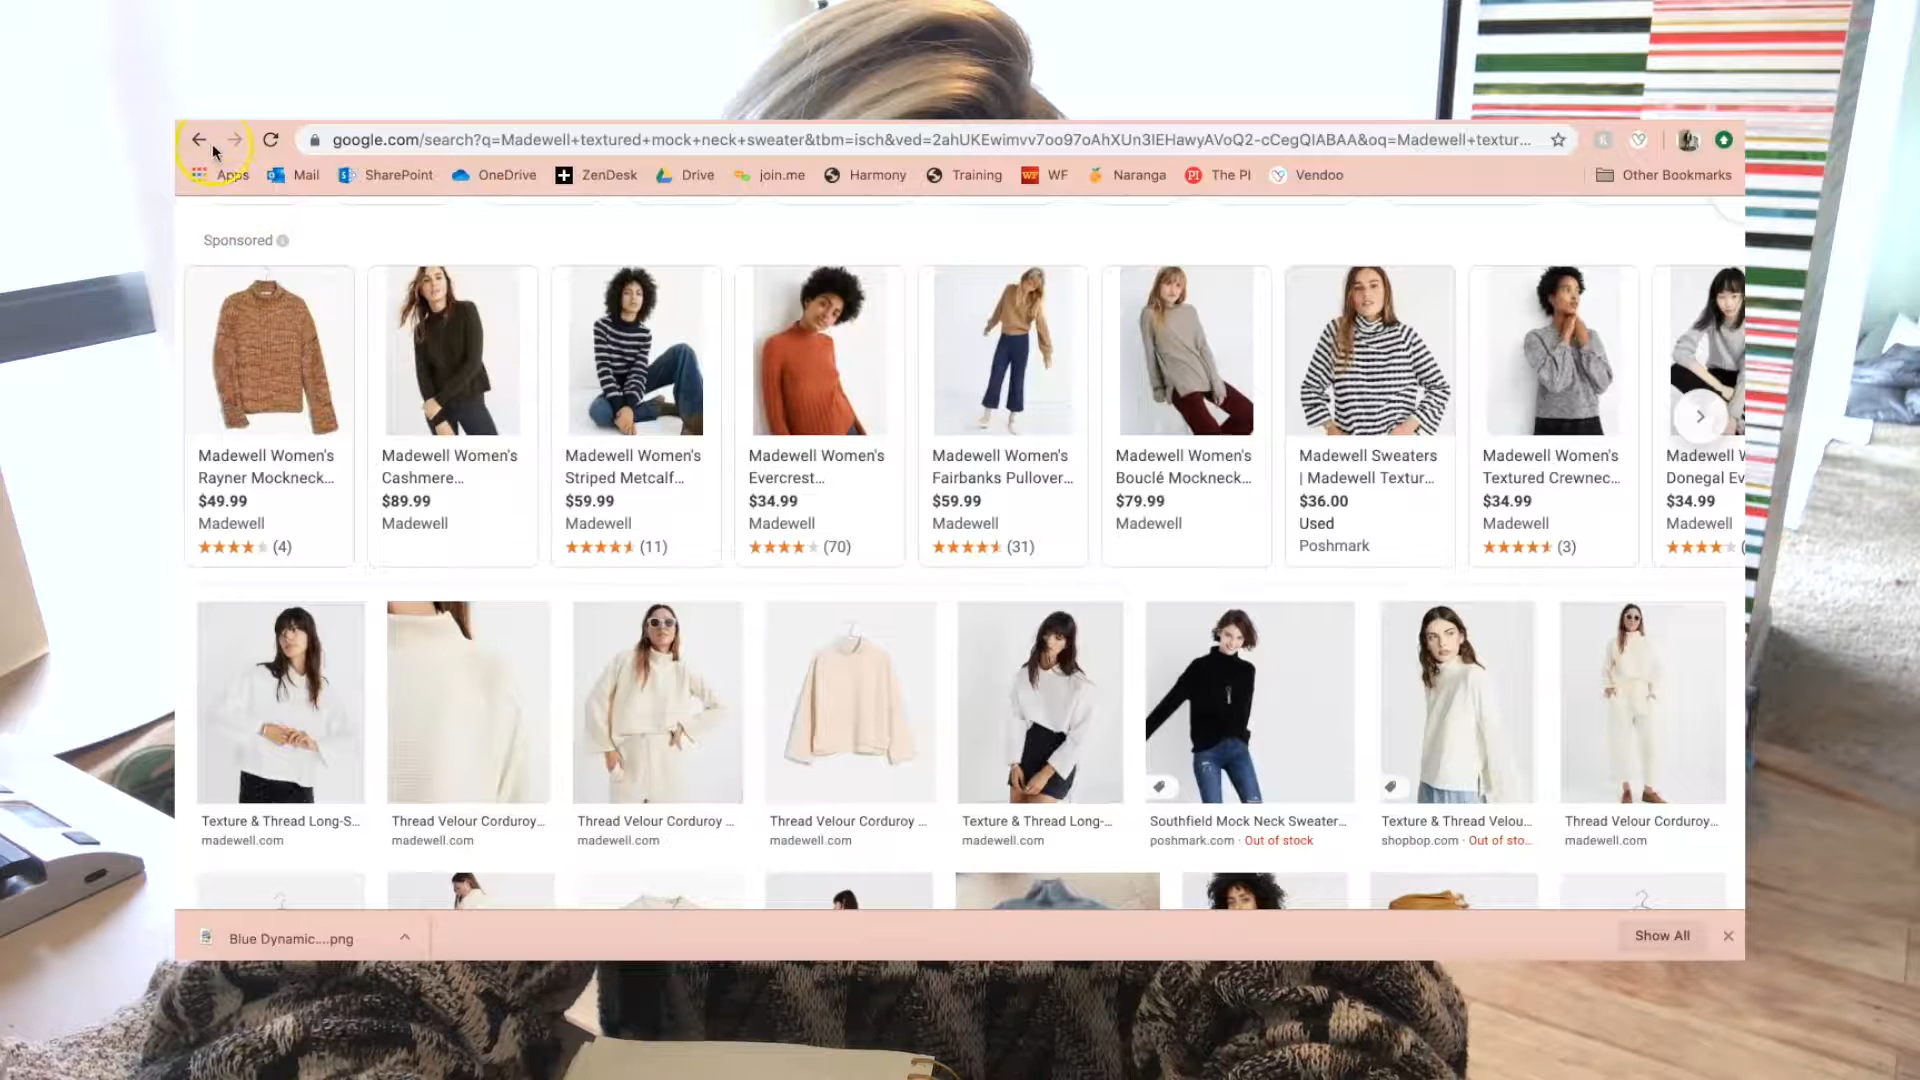 google.com/search?q=Madewell+textured+mock+neck+sweater&tbm=isch&ved=2ahUKEwimvv7oo97oAhXUn3IEHawyAVoQ2-cCegQIABAA&oq=Madewell+textur...
Apps Mail SharePoint OneDrive ZenDesk Drive join.me Harmony Training WF WF Naranga PI The PI Vendoo Other Bookmarks
Sponsored
Madewell Women's
Rayner Mockneck...
$49.99
Madewell
(4)
Madewell Women's
Cashmere...
$89.99
Madewell
Madewell Women's
Striped Metcalf...
$59.99
Madewell
(11)
Madewell Women's
Evercrest...
$34.99
Madewell
(70)
Madewell Women's
Fairbanks Pullover...
$59.99
Madewell
(31)
Madewell Women's
Bouclé Mockneck...
$79.99
Madewell
Madewell Sweaters
| Madewell Textur...
$36.00
Used
Poshmark
Madewell Women's
Textured Crewnec...
$34.99
Madewell
(3)
Madewell W
Donegal Ev
$34.99
Madewell
Texture & Thread Long-S...
madewell.com
Thread Velour Corduroy...
madewell.com
Thread Velour Corduroy ...
madewell.com
Thread Velour Corduroy ...
madewell.com
Texture & Thread Long-...
madewell.com
Southfield Mock Neck Sweater...
poshmark.com · Out of stock
Texture & Thread Velou...
shopbop.com · Out of sto...
Thread Velour Corduroy...
madewell.com
Blue Dynamic....png
Show All